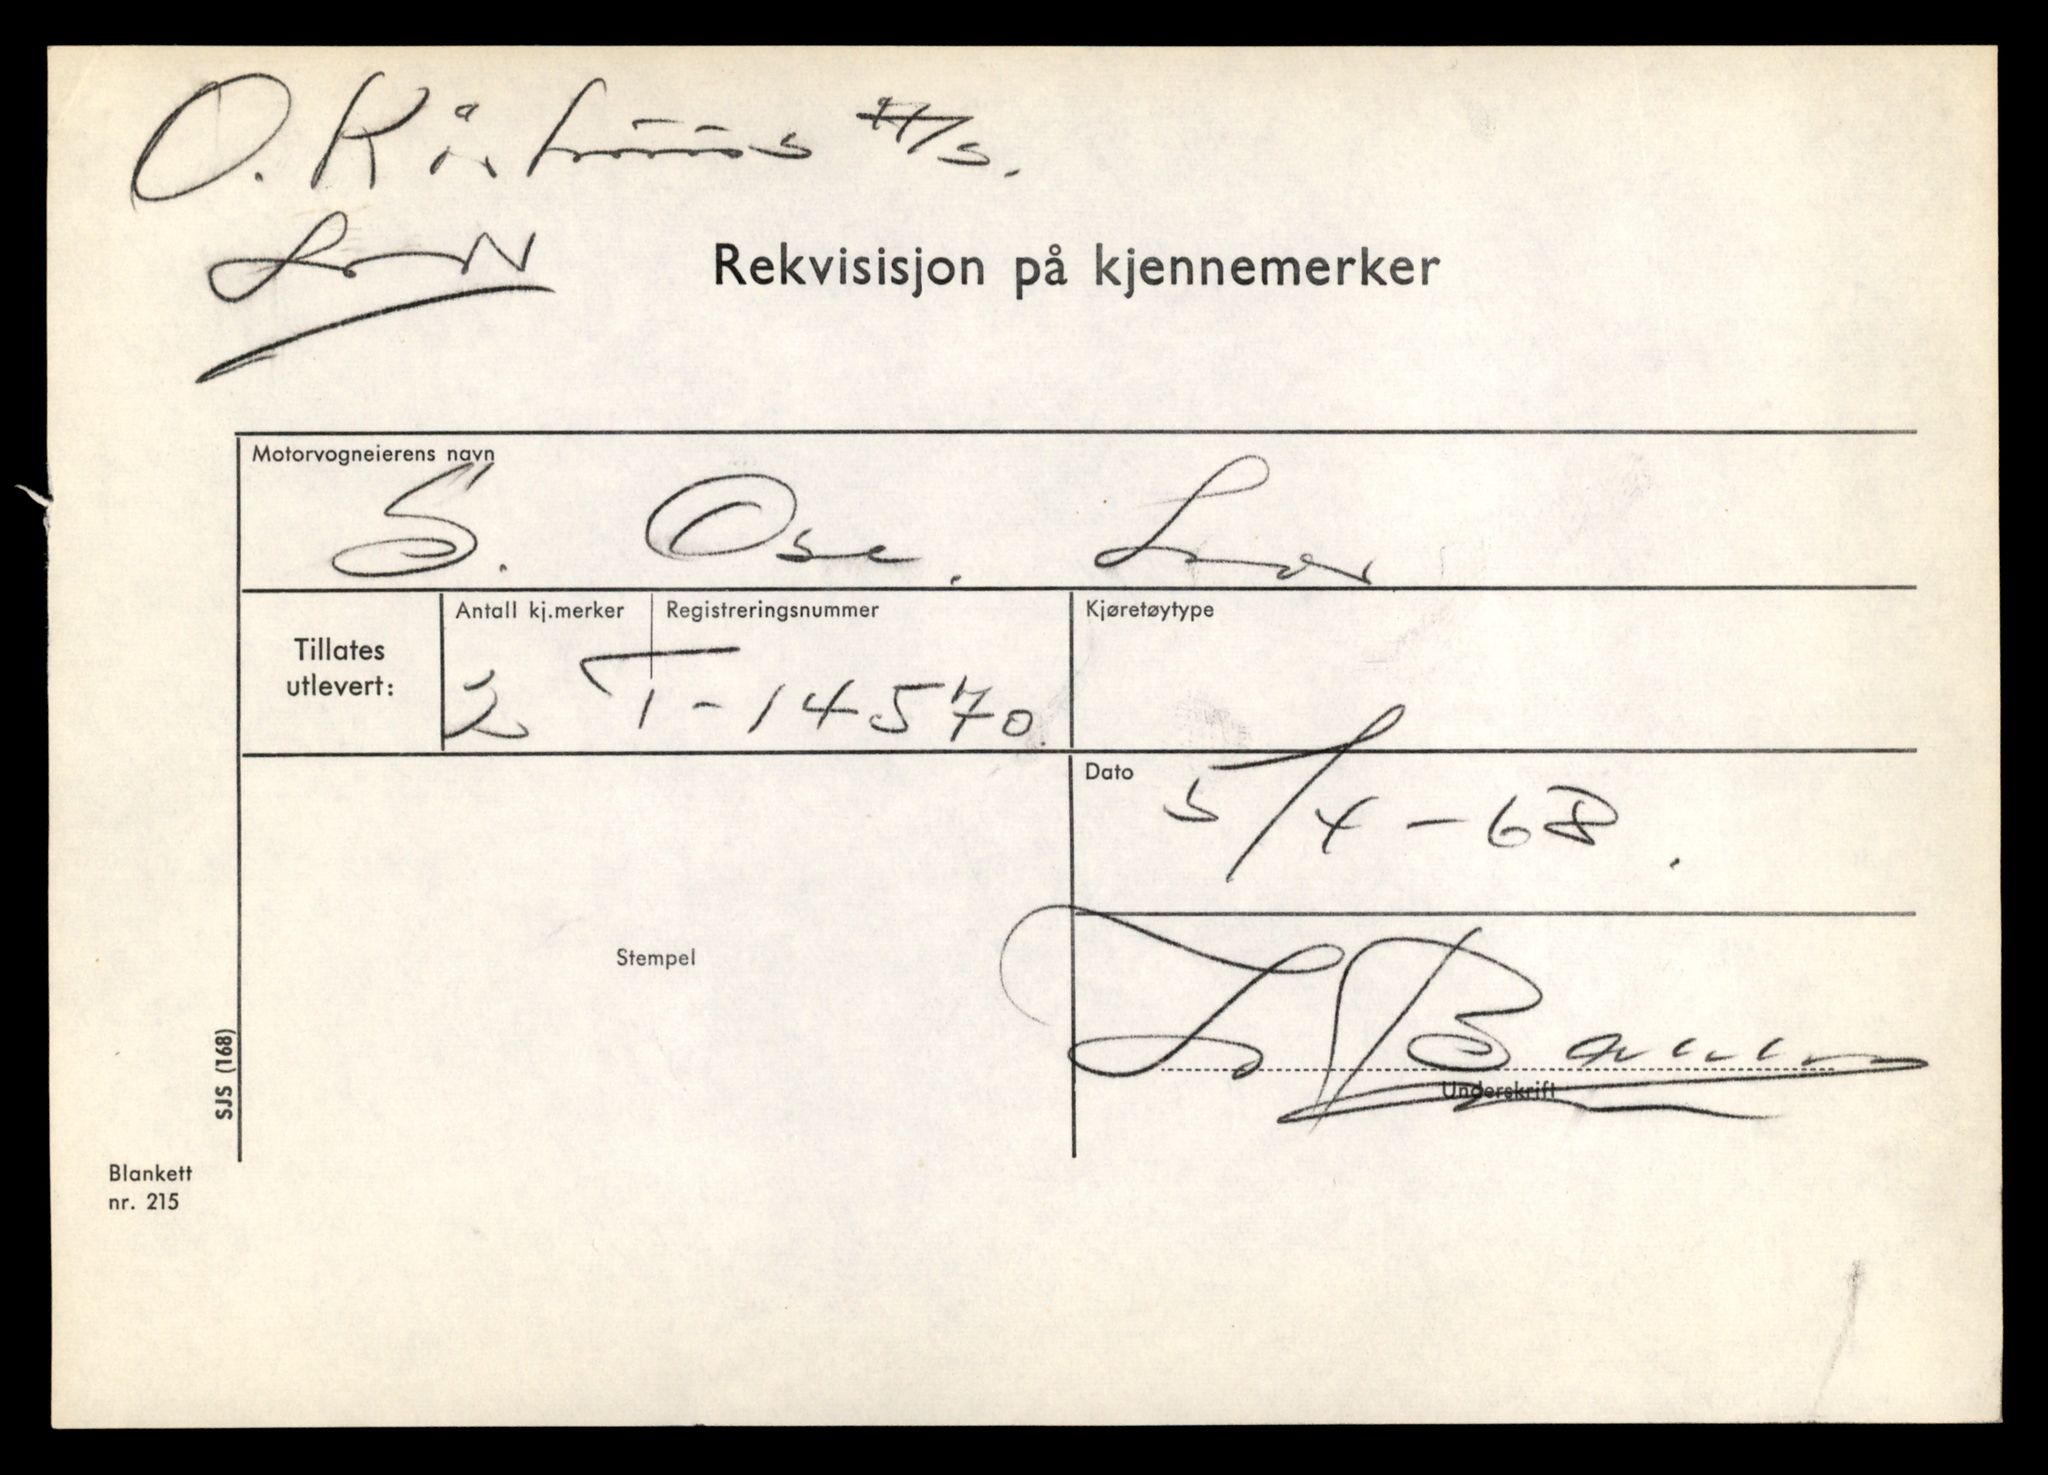 O. A/s.
Rekvisisjon på kjennemerker
Motorvogneierens navn
S. Ose.
Antall kj.merker Registreringsnummer Kjøretøytype
Tillates
utlevert:
2 T-14570
Dato
5/4-68.
Stempel
Underskrift
SJS (168)
Blankett
nr. 215